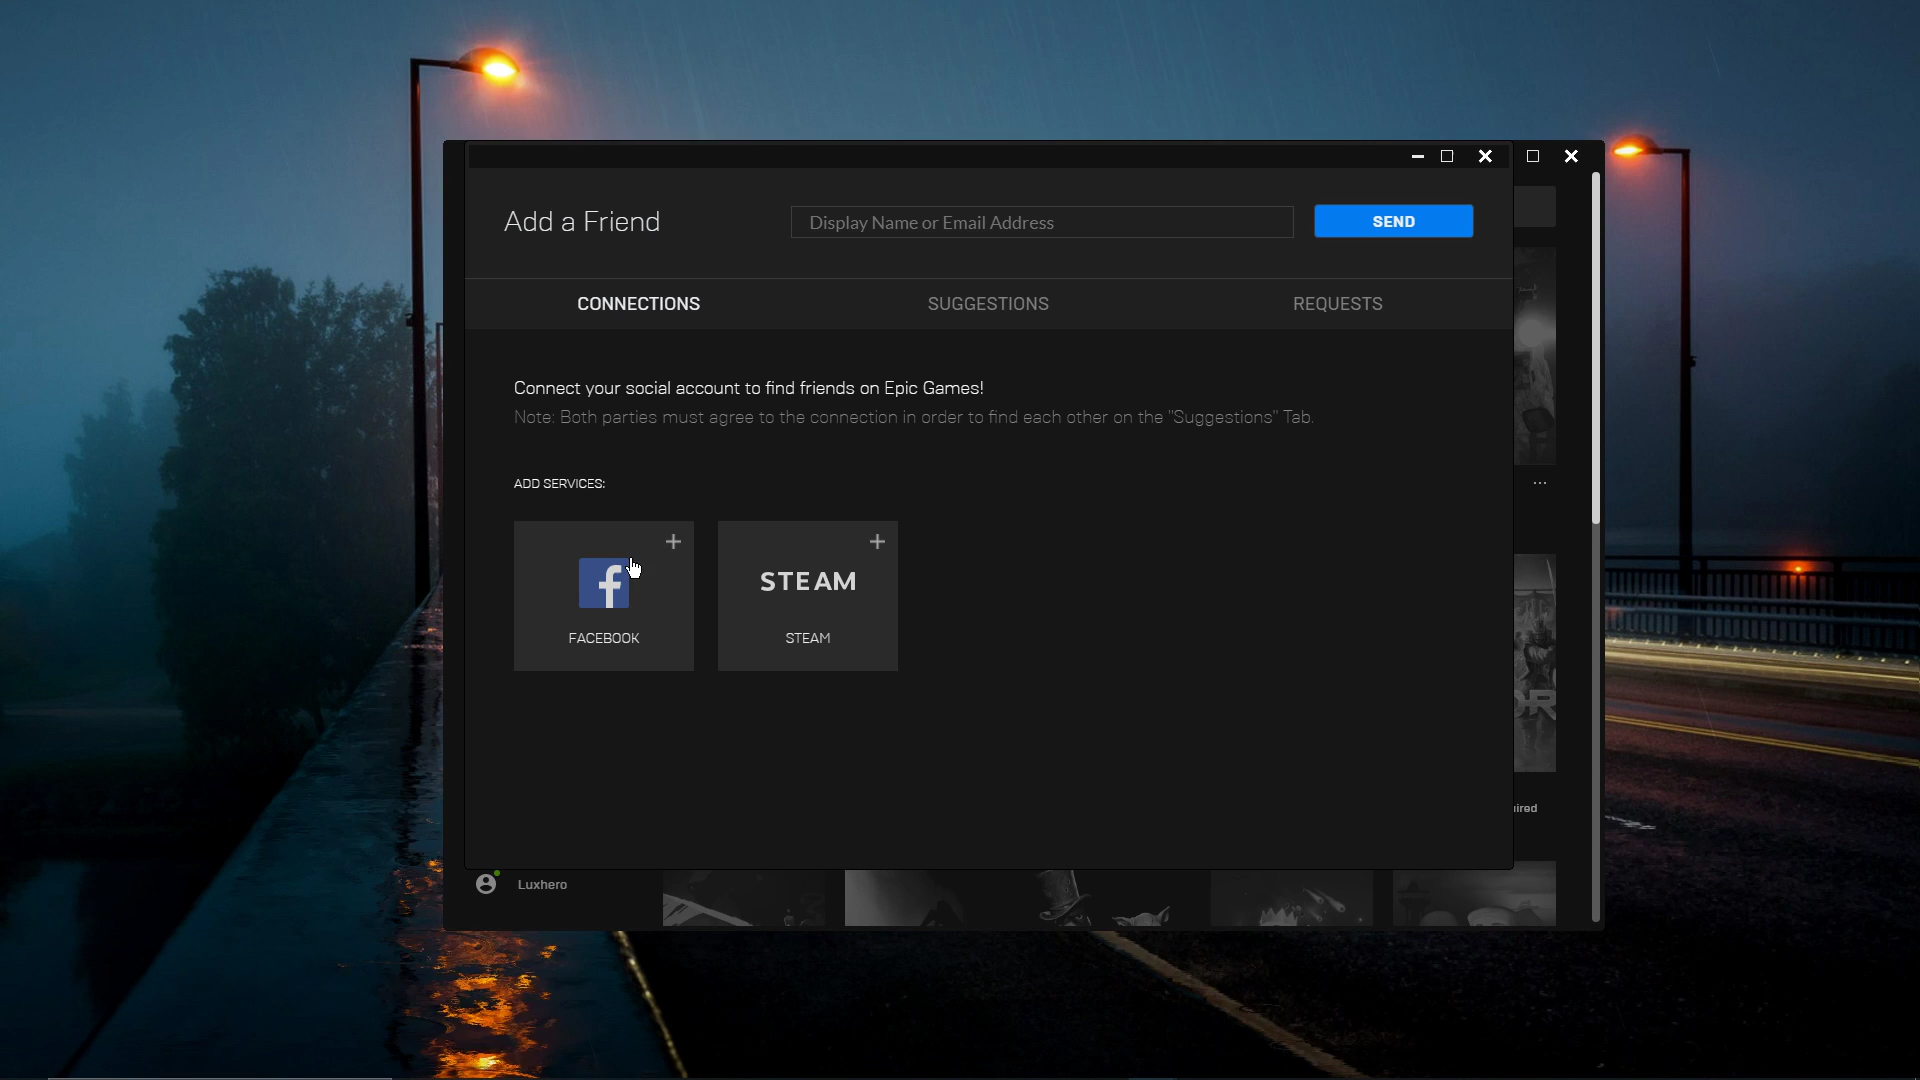 Add a Friend
Display Name or Email Address
SEND
CONNECTIONS
SUGGESTIONS
REQUESTS
Connect your social account to find friends on Epic Games!
Note: Both parties must agree to the connection in order to find each other on the "Suggestions" Tab.
ADD SERVICES:
STEAM
FACEBOOK
STEAM
Luxhero